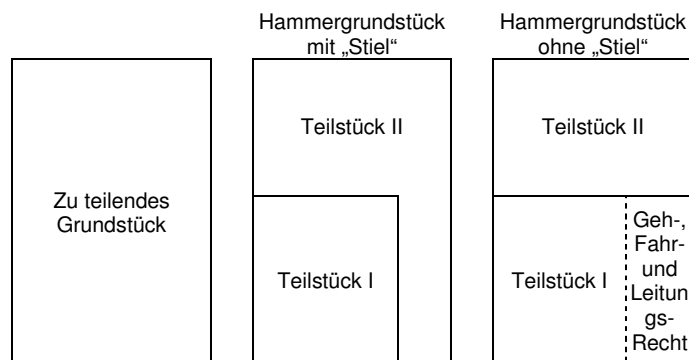 Hammergrundstück
mit „Stiel“
Hammergrundstück
ohne „Stiel“
Zu teilendes
Grundstück
Teilstück II
Teilstück I
Teilstück II
Teilstück I
Geh-,
Fahr-
und
Leitun
gs-
Recht